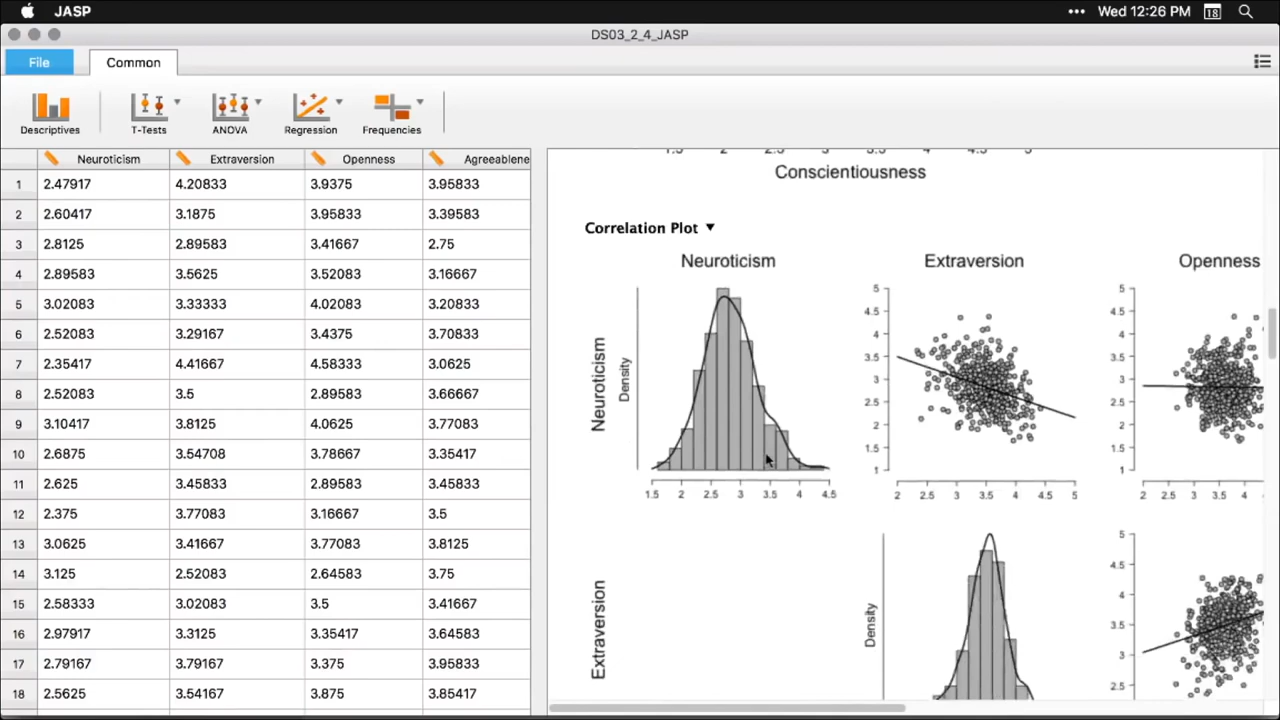 JASP
••• Wed 12:26 PM 18
DS03_2_4_JASP
File Common
Descriptives T-Tests ANOVA Regression Frequencies
Neuroticism Extraversion Openness Agreeablene
1 2.47917 4.20833 3.9375 3.95833
2 2.60417 3.1875 3.95833 3.39583
3 2.8125 2.89583 3.41667 2.75
4 2.89583 3.5625 3.52083 3.16667
5 3.02083 3.33333 4.02083 3.20833
6 2.52083 3.29167 3.4375 3.70833
7 2.35417 4.41667 4.58333 3.0625
8 2.52083 3.5 2.89583 3.66667
9 3.10417 3.8125 4.0625 3.77083
10 2.6875 3.54708 3.78667 3.35417
11 2.625 3.45833 2.89583 3.45833
12 2.375 3.77083 3.16667 3.5
13 3.0625 3.41667 3.77083 3.8125
14 3.125 2.52083 2.64583 3.75
15 2.58333 3.02083 3.5 3.41667
16 2.97917 3.3125 3.35417 3.64583
17 2.79167 3.79167 3.375 3.95833
18 2.5625 3.54167 3.875 3.85417
1.5 2 2.5 3 3.5 4 4.5 5
Conscientiousness
Correlation Plot ▼
Neuroticism Extraversion Openness
Neuroticism
Density
1.5 2 2.5 3 3.5 4 4.5
5
4.5
4
3.5
3
2.5
2
1.5
1
2 2.5 3 3.5 4 4.5 5
5
4.5
4
3.5
3
2.5
2
1.5
1
2 2.5 3 3.5 4
Extraversion
Density
5
4.5
4
3.5
3
2.5